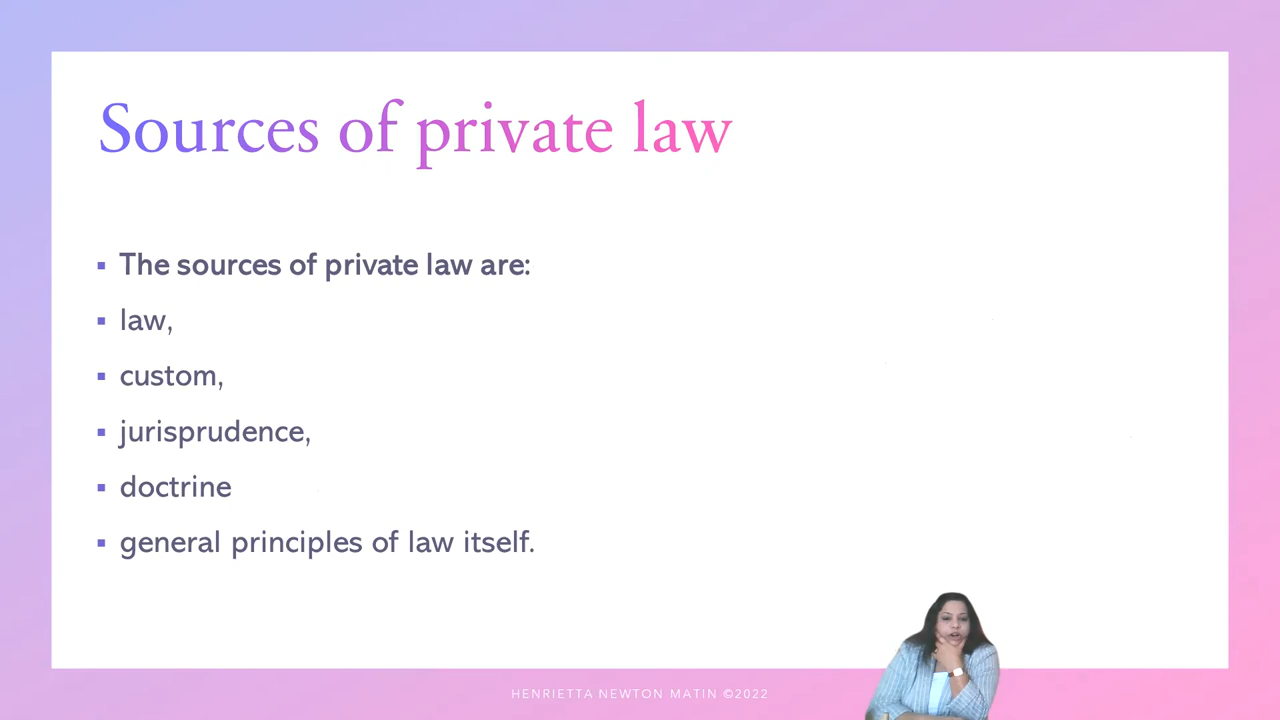 Sources of private law
The sources of private law are:
law,
custom,
jurisprudence,
doctrine
general principles of law itself.
HENRIETTA NEWTON MATIN ©2022